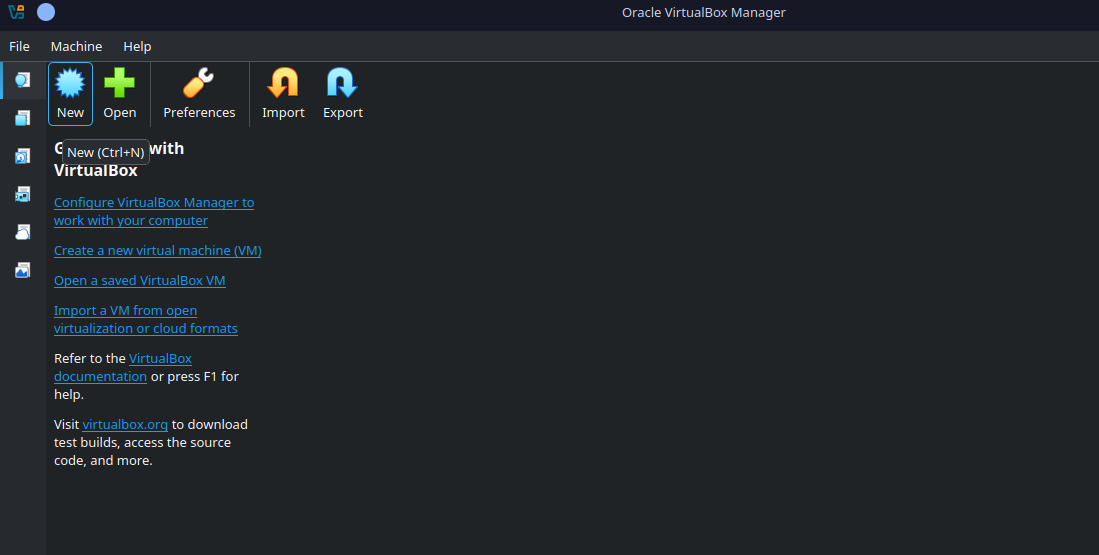 Oracle VirtualBox Manager
File Machine Help
New Open Preferences Import Export
New (Ctrl+N)
with
VirtualBox
Configure VirtualBox Manager to
work with your computer
Create a new virtual machine (VM)
Open a saved VirtualBox VM
Import a VM from open
virtualization or cloud formats
Refer to the VirtualBox
documentation or press F1 for
help.
Visit virtualbox.org to download
test builds, access the source
code, and more.